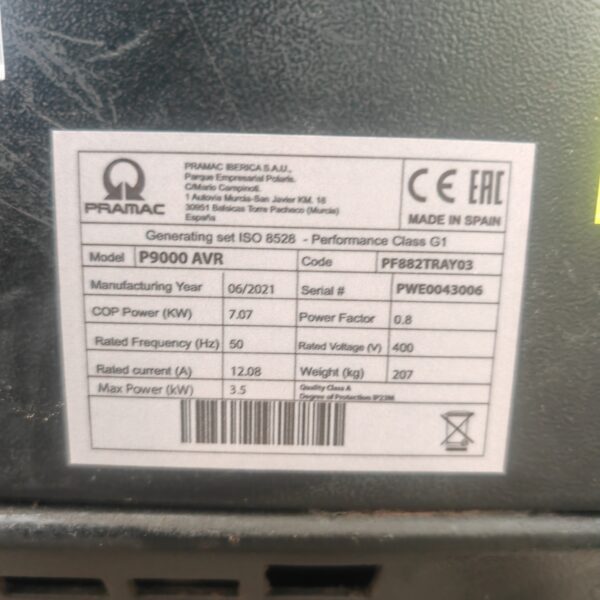 PRAMAC
PRAMAC IBERICA S.A.U.,
Parque Empresarial Polaris.
C/Mario Campinoti.
1 Autovia Murcia-San Javier KM. 18
30951 Balsicas Torre Pacheco (Murcia)
España
CE EAC
MADE IN SPAIN
Generating set ISO 8528 - Performance Class G1
Model P9000 AVR Code PF882TRAY03
Manufacturing Year 06/2021 Serial # PWE0043006
COP Power (KW) 7.07 Power Factor 0.8
Rated Frequency (Hz) 50 Rated Voltage (V) 400
Rated current (A) 12.08 Weight (kg) 207
Max Power (kW) 3.5 Quality Class A
Degree of Protection IP23M